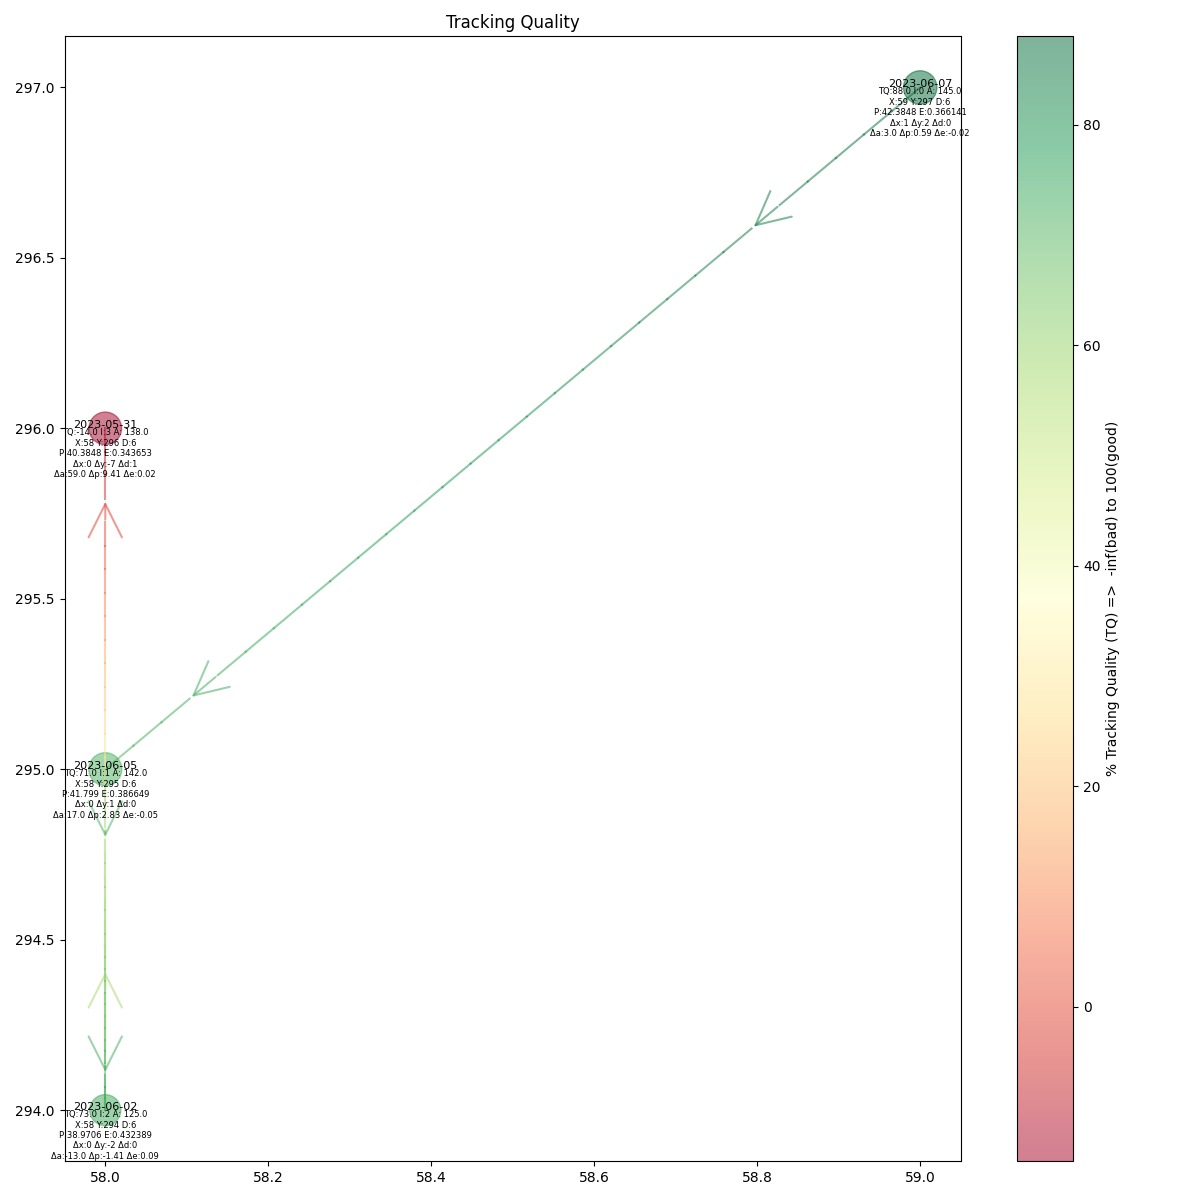 Tracking Quality
297.0
296.5
296.0
295.5
295.0
294.5
294.0
58.0 58.2 58.4 58.6 58.8 59.0
2023-06-07
TQ:88.0 I:0 A: 145.0
X:59 Y:297 D:6
P:42.3848 E:0.366141
Δx:1 Δy:2 Δd:0
Δa:3.0 Δp:0.59 Δe:-0.02
2023-05-31
TQ:-14.0 I:3 A: 138.0
X:58 Y:296 D:6
P:40.3848 E:0.343653
Δx:0 Δy:-7 Δd:1
Δa:59.0 Δp:9.41 Δe:0.02
2023-06-05
TQ:71.0 I:1 A: 142.0
X:58 Y:295 D:6
P:41.799 E:0.386649
Δx:0 Δy:1 Δd:0
Δa:17.0 Δp:2.83 Δe:-0.05
2023-06-02
TQ:73.0 I:2 A: 125.0
X:58 Y:294 D:6
P:38.9706 E:0.432389
Δx:0 Δy:-2 Δd:0
Δa:-13.0 Δp:-1.41 Δe:0.09
80
60
40
20
0
% Tracking Quality (TQ) => -inf(bad) to 100(good)